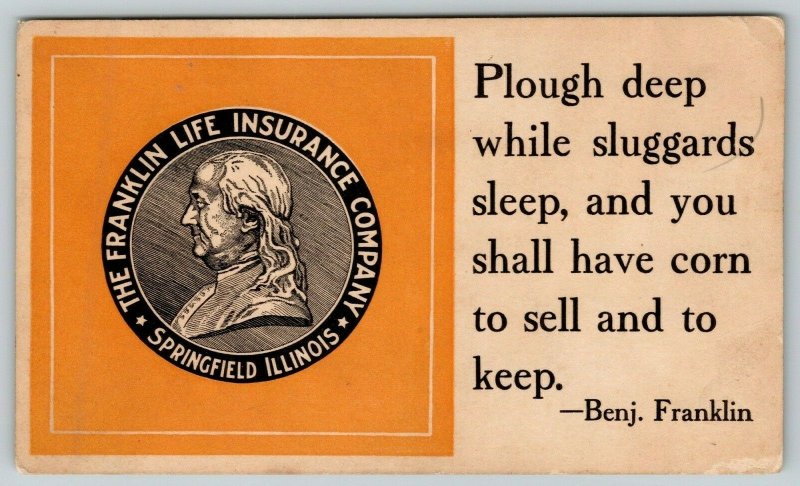 THE FRANKLIN LIFE INSURANCE COMPANY
★ SPRINGFIELD ILLINOIS ★
Plough deep
while sluggards
sleep, and you
shall have corn
to sell and to
keep.
—Benj. Franklin